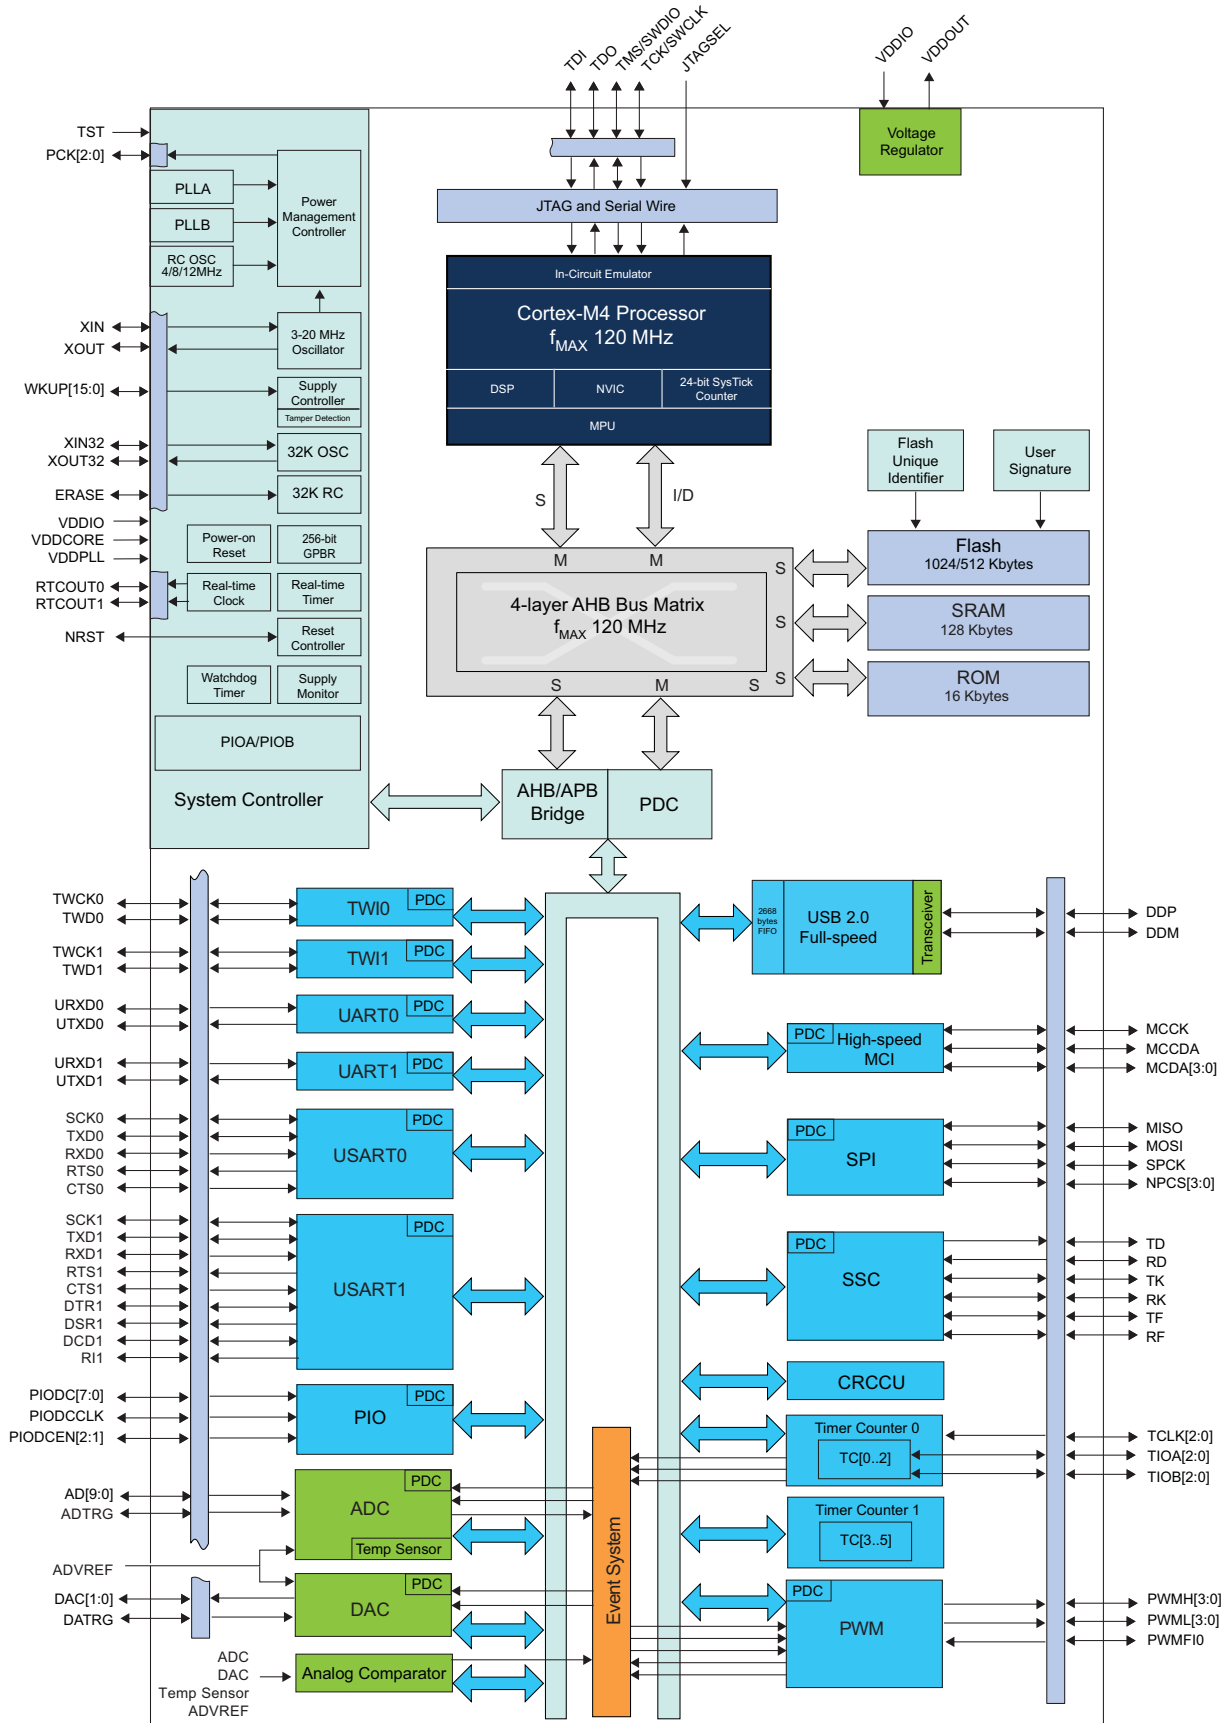 TDI
TDO
TMS/SWDIO
TCK/SWCLK
JTAGSEL
VDDIO
VDDOUT
TST
PCK[2:0]
PLLA
PLLB
RC OSC
4/8/12MHz
Power
Management
Controller
Voltage
Regulator
JTAG and Serial Wire
In-Circuit Emulator
Cortex-M4 Processor
fMAX 120 MHz
DSP
NVIC
24-bit SysTick
Counter
MPU
XIN
XOUT
3-20 MHz
Oscillator
WKUP[15:0]
Supply
Controller
Tamper Detection
XIN32
XOUT32
32K OSC
ERASE
32K RC
VDDIO
VDDCORE
VDDPLL
Power-on
Reset
256-bit
GPBR
RTCOUT0
RTCOUT1
Real-time
Clock
Real-time
Timer
NRST
Reset
Controller
Watchdog
Timer
Supply
Monitor
PIOA/PIOB
System Controller
S
I/D
M
M
S
4-layer AHB Bus Matrix
fMAX 120 MHz
S
S
S
M
S
Flash
Unique
Identifier
User
Signature
Flash
1024/512 Kbytes
SRAM
128 Kbytes
ROM
16 Kbytes
AHB/APB
Bridge
PDC
TWCK0
TWD0
TWI0
PDC
TWCK1
TWD1
TWI1
PDC
URXD0
UTXD0
UART0
PDC
URXD1
UTXD1
UART1
PDC
SCK0
TXD0
RXD0
RTS0
CTS0
USART0
PDC
SCK1
TXD1
RXD1
RTS1
CTS1
DTR1
DSR1
DCD1
RI1
USART1
PDC
PIODC[7:0]
PIODCCLK
PIODCEN[2:1]
PIO
PDC
AD[9:0]
ADTRG
ADC
PDC
Temp Sensor
ADVREF
DAC[1:0]
DATRG
DAC
PDC
ADC
DAC
Temp Sensor
ADVREF
Analog Comparator
Event System
2668
bytes
FIFO
USB 2.0
Full-speed
Transceiver
DDP
DDM
PDC
High-speed
MCI
MCCK
MCCDA
MCDA[3:0]
PDC
SPI
MISO
MOSI
SPCK
NPCS[3:0]
PDC
SSC
TD
RD
TK
RK
TF
RF
CRCCU
Timer Counter 0
TC[0..2]
TCLK[2:0]
TIOA[2:0]
TIOB[2:0]
Timer Counter 1
TC[3..5]
PDC
PWM
PWMH[3:0]
PWML[3:0]
PWMFI0